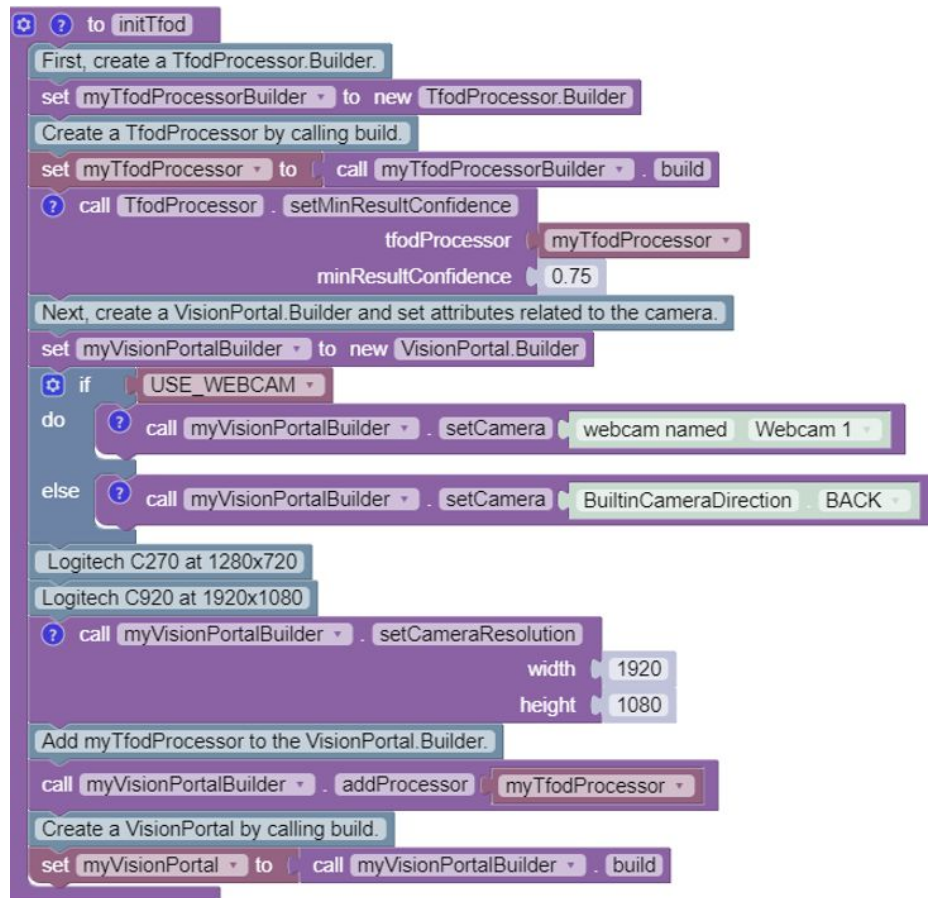 ? to initTfod
First, create a TfodProcessor.Builder.
set myTfodProcessorBuilder to new TfodProcessor.Builder
Create a TfodProcessor by calling build.
set myTfodProcessor to call myTfodProcessorBuilder . build
? call TfodProcessor . setMinResultConfidence
tfodProcessor myTfodProcessor
minResultConfidence 0.75
Next, create a VisionPortal.Builder and set attributes related to the camera.
set myVisionPortalBuilder to new VisionPortal.Builder
if USE_WEBCAM
do ? call myVisionPortalBuilder . setCamera webcam named Webcam 1
else ? call myVisionPortalBuilder . setCamera BuiltinCameraDirection . BACK
Logitech C270 at 1280x720
Logitech C920 at 1920x1080
? call myVisionPortalBuilder . setCameraResolution
width 1920
height 1080
Add myTfodProcessor to the VisionPortal.Builder.
call myVisionPortalBuilder . addProcessor myTfodProcessor
Create a VisionPortal by calling build.
set myVisionPortal to call myVisionPortalBuilder . build